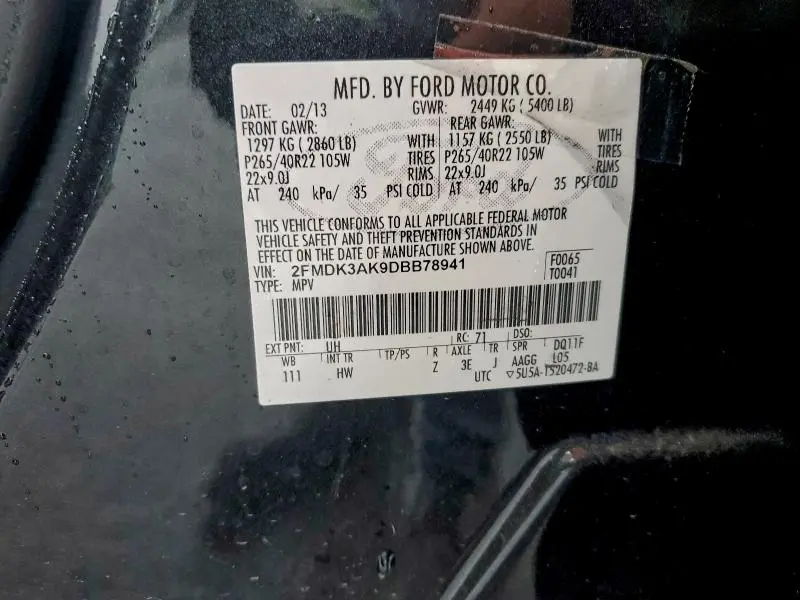 MFD. BY FORD MOTOR CO.
DATE: 02/13 GVWR: 2449 KG ( 5400 LB)
FRONT GAWR: REAR GAWR:
1297 KG ( 2860 LB) WITH 1157 KG ( 2550 LB) WITH
P265/40R22 105W TIRES P265/40R22 105W TIRES
22x9.0J RIMS 22x9.0J RIMS
AT 240 kPa/ 35 PSI COLD AT 240 kPa/ 35 PSI COLD
THIS VEHICLE CONFORMS TO ALL APPLICABLE FEDERAL MOTOR
VEHICLE SAFETY AND THEFT PREVENTION STANDARDS IN
EFFECT ON THE DATE OF MANUFACTURE SHOWN ABOVE.
VIN: 2FMDK3AK9DBB78941 F0065
TYPE: MPV T0041
EXT PNT: UH RC: 71 DSO:
WB INT TR TP/PS R AXLE TR SPR DQ11F
111 HW Z 3E J AAGG L05
UTC ▽5U5A-1520472-BA